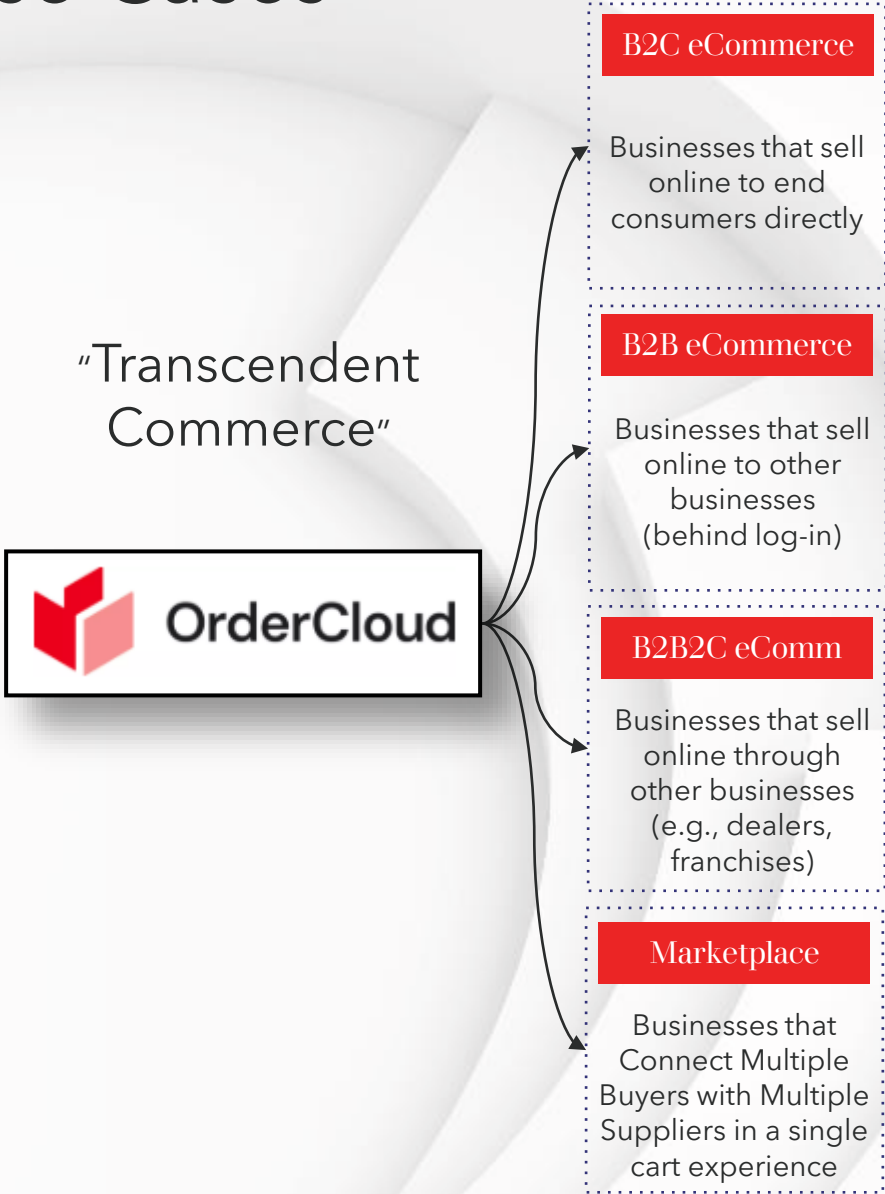 "Transcendent
Commerce"
OrderCloud
B2C eCommerce
Businesses that sell
online to end
consumers directly
B2B eCommerce
Businesses that sell
online to other
businesses
(behind log-in)
B2B2C eComm
Businesses that sell
online through
other businesses
(e.g., dealers,
franchises)
Marketplace
Businesses that
Connect Multiple
Buyers with Multiple
Suppliers in a single
cart experience